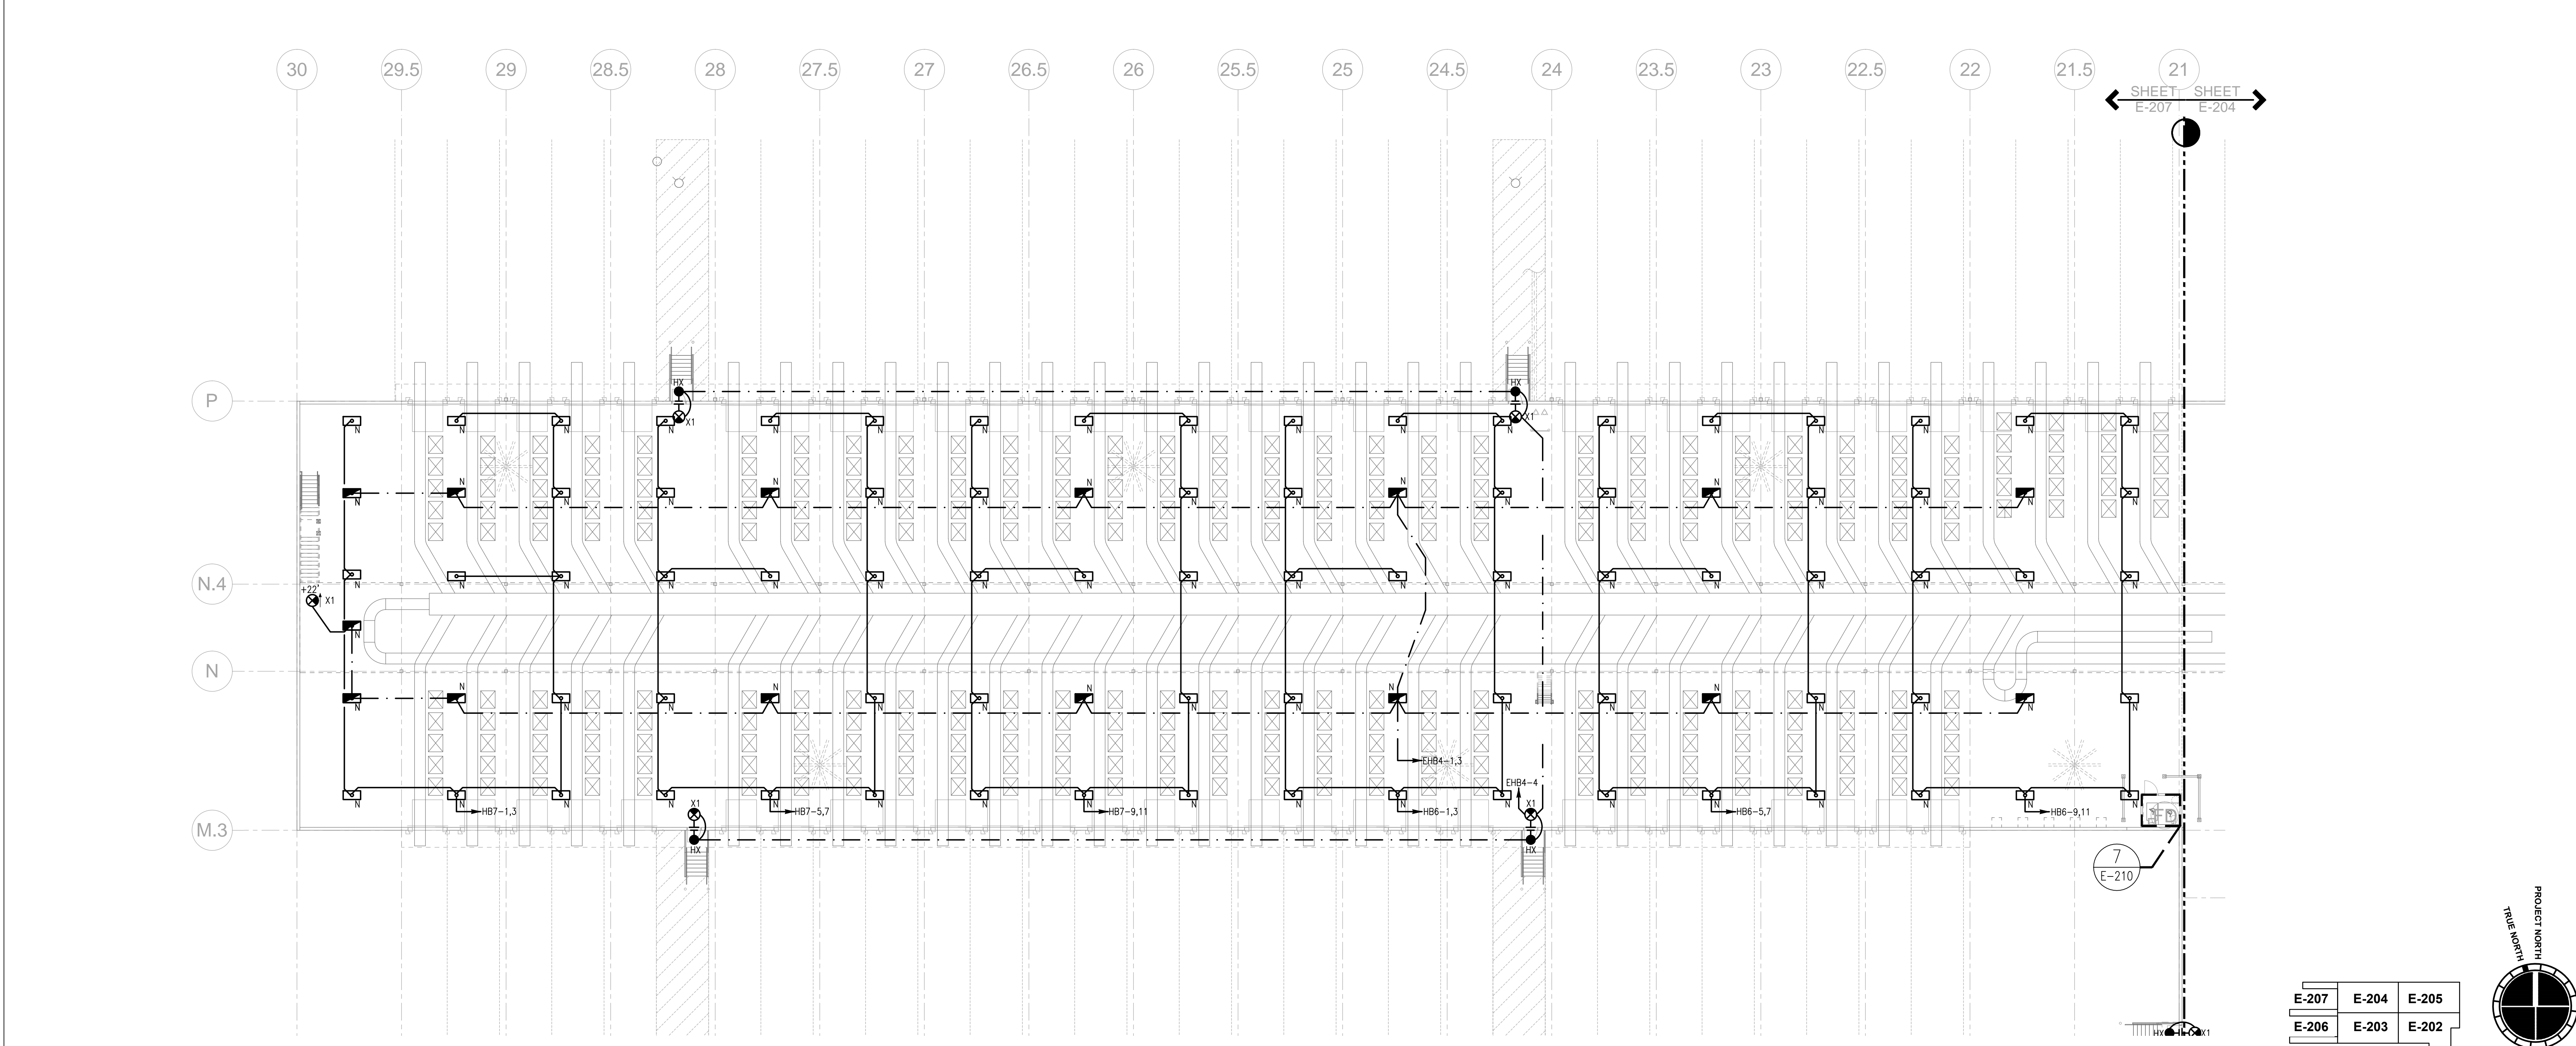 30 29.5 29 28.5 28 27.5 27 26.5 26 25.5 25 24.5 24 23.5 23 22.5 22 21.5 21
SHEET SHEET
E-207 E-204
P
HX HX
X1 X1
N N N N N N N N N N N N N N N N N N
N N N N N N
N N N N N N N N N N N N
N.4
N N N N N N N N N N N N N N N N N N
+22'
X1
N
N
N N N N N
N N N N N N N N N N N N N
EHB4-1,3
EHB4-4
N N N N N N N N N N N N N N N N N N
X1 X1
HB7-1,3 HB7-5,7 HB7-9,11 HB6-1,3 HB6-5,7 HB6-9,11
M.3
HX HX
7
E-210
PROJECT NORTH
TRUE NORTH
E-207 E-204 E-205
E-206 E-203 E-202
HX X1